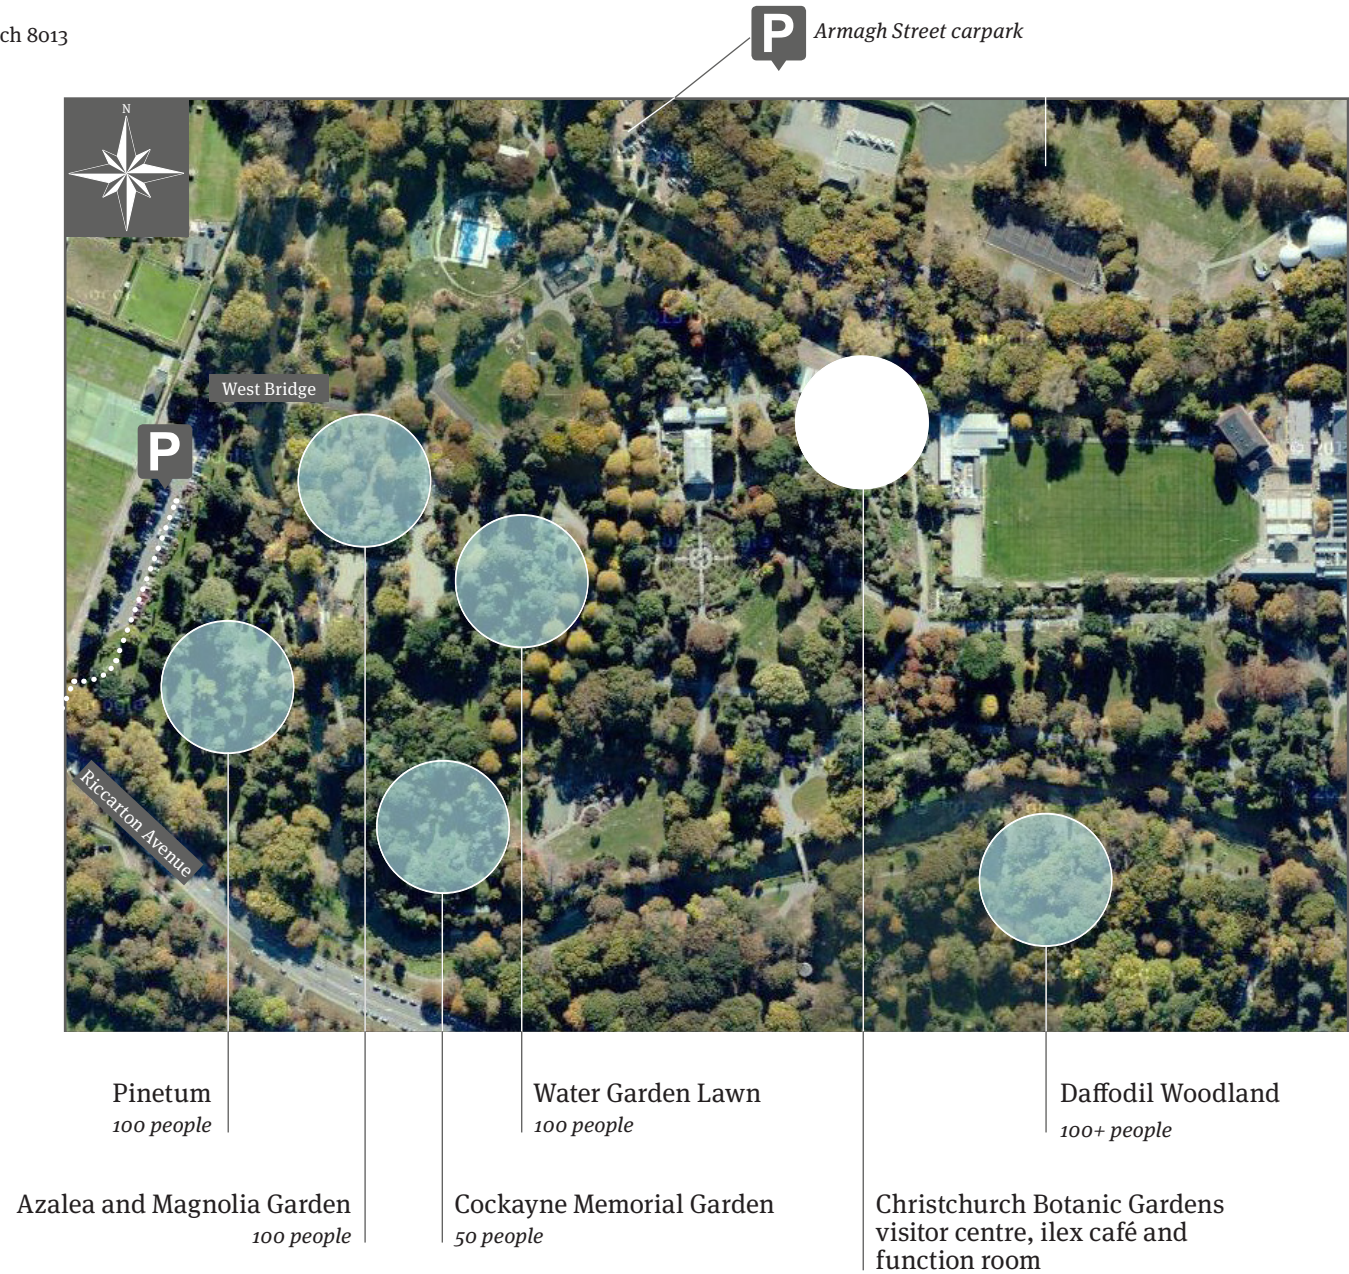 ch 8013
P
Armagh Street carpark
N
West Bridge
P
Riccarton Avenue
Pinetum
100 people
Water Garden Lawn
100 people
Daffodil Woodland
100+ people
Azalea and Magnolia Garden
100 people
Cockayne Memorial Garden
50 people
Christchurch Botanic Gardens
visitor centre, ilex café and
function room